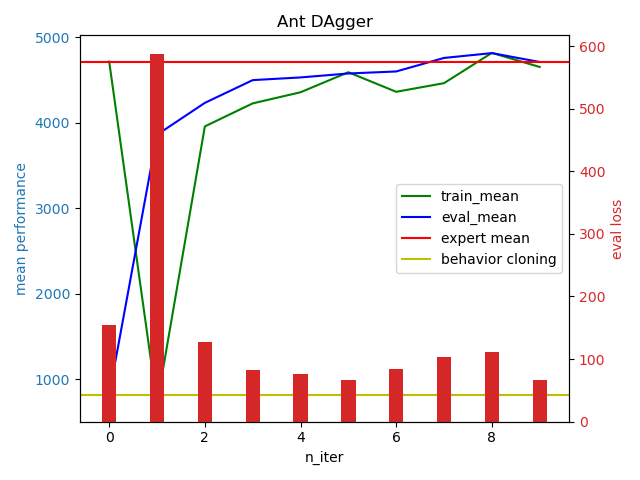 Ant DAgger
5000
4000
3000
2000
1000
mean performance
600
500
400
300
200
100
0
eval loss
train_mean
eval_mean
expert mean
behavior cloning
0
2
4
6
8
n_iter